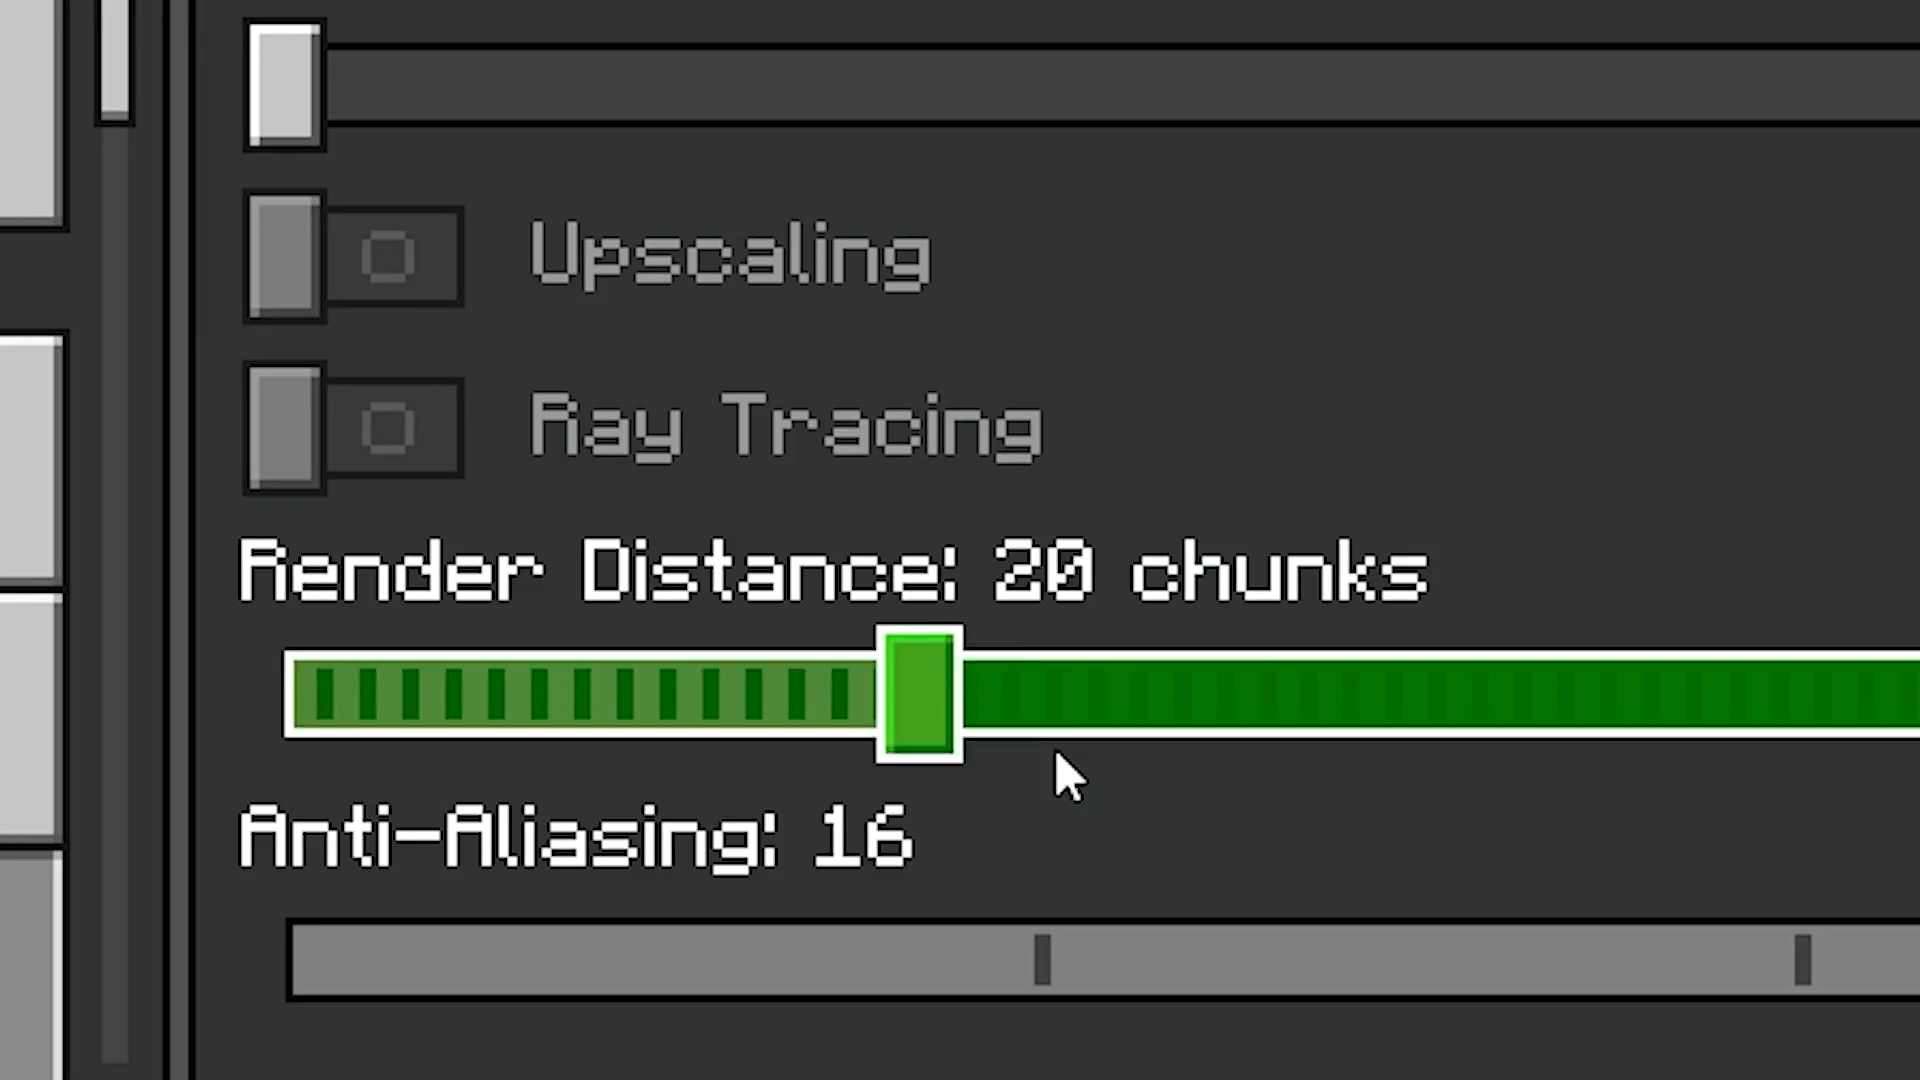 Upscaling
Ray Tracing
Render Distance: 20 chunks
Anti-Aliasing: 16